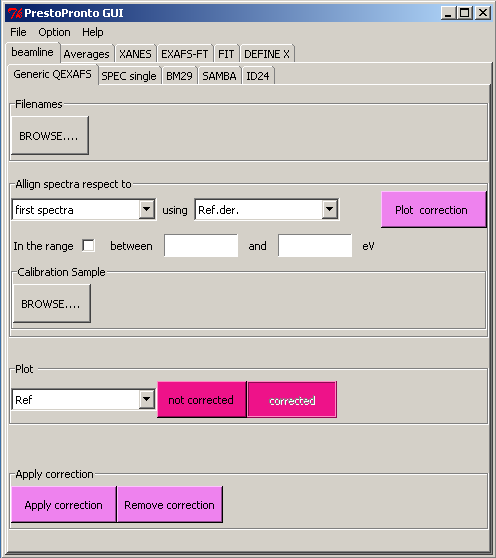 PrestoPronto GUI
File Option Help
beamline Averages XANES EXAFS-FT FIT DEFINE X
Generic QEXAFS SPEC single BM29 SAMBA ID24
Filenames
BROWSE....
Allign spectra respect to
first spectra using Ref.der. Plot correction
In the range between and eV
Calibration Sample
BROWSE....
Plot
Ref not corrected corrected
Apply correction
Apply correction Remove correction